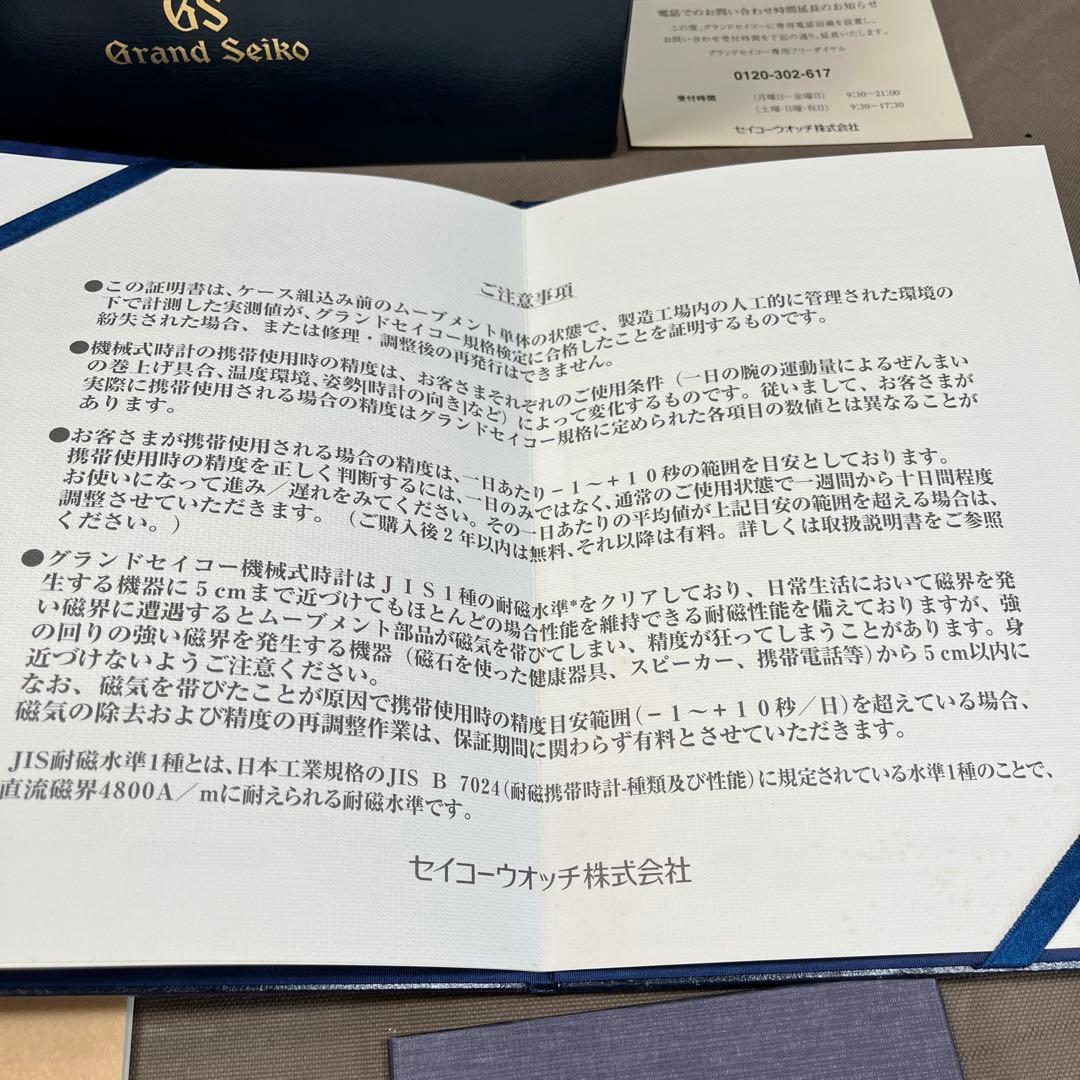 GS
Grand Seiko
電話でのお問い合わせ時間延長のお知らせ
この度、グランドセイコーに専用電話回線を設置し、
お問い合わせ受付時間を下記の通り、延長いたします。
グランドセイコー専用フリーダイヤル
0120-302-617
受付時間 (月曜日~金曜日) 9:30~21:00
(土曜・日曜・祝日) 9:30~17:30
セイコーウオッチ株式会社
ご注意事項
●この証明書は、ケース組込み前のムーブメント単体の状態で、製造工場内の人工的に管理された環境の
下で計測した実測値が、グランドセイコー規格検定に合格したことを証明するものです。
紛失された場合、または修理・調整後の再発行はできません。
●機械式時計の携帯使用時の精度は、お客さまそれぞれのご使用条件(一日の腕の運動量によるぜんまい
の巻上げ具合、温度環境、姿勢[時計の向き]など)によって変化するものです。従いまして、お客さまが
実際に携帯使用される場合の精度はグランドセイコー規格に定められた各項目の数値とは異なることが
あります。
●お客さまが携帯使用される場合の精度は、一日あたり-1~+10秒の範囲を目安としております。
携帯使用時の精度を正しく判断するには、一日のみではなく、通常のご使用状態で一週間から十日間程度
お使いになって進み/遅れをみてください。その一日あたりの平均値が上記目安の範囲を超える場合は、
調整させていただきます。(ご購入後2年以内は無料、それ以降は有料。詳しくは取扱説明書をご参照
ください。)
●グランドセイコー機械式時計はJIS1種の耐磁水準*をクリアしており、日常生活において磁界を発
生する機器に5cmまで近づけてもほとんどの場合性能を維持できる耐磁性能を備えておりますが、強
い磁界に遭遇するとムーブメント部品が磁気を帯びてしまい、精度が狂ってしまうことがあります。身
の回りの強い磁界を発生する機器(磁石を使った健康器具、スピーカー、携帯電話等)から5cm以内に
近づけないようご注意ください。
なお、磁気を帯びたことが原因で携帯使用時の精度目安範囲(-1~+10秒/日)を超えている場合、
磁気の除去および精度の再調整作業は、保証期間に関わらず有料とさせていただきます。
JIS耐磁水準1種とは、日本工業規格のJIS B 7024(耐磁携帯時計-種類及び性能)に規定されている水準1種のことで、
直流磁界4800A/mに耐えられる耐磁水準です。
セイコーウオッチ株式会社